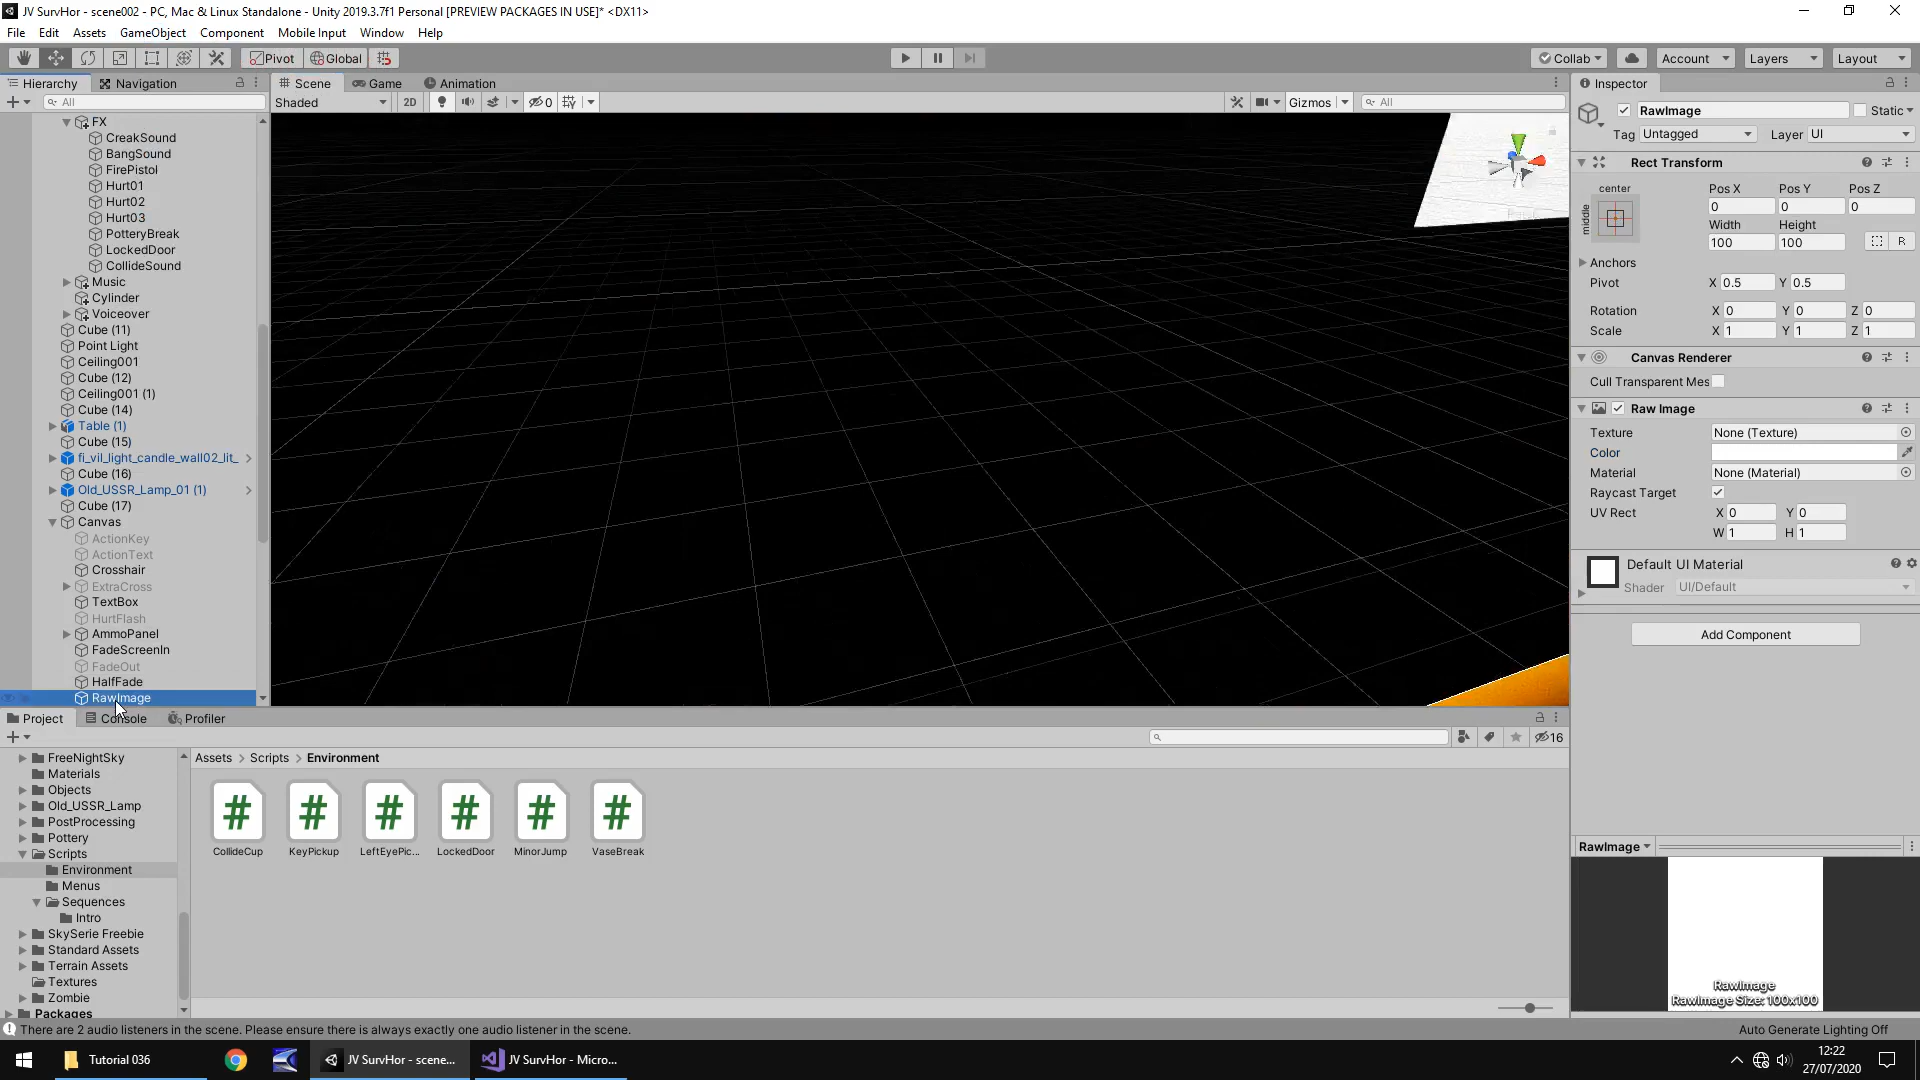 JV SurvHor - scene002 - PC, Mac & Linux Standalone - Unity 2019.3.7f1 Personal [PREVIEW PACKAGES IN USE]* <DX11>
File Edit Assets GameObject Component Mobile Input Window Help
Pivot Global Collab Account Layers Layout
Hierarchy Navigation
All
FX
CreakSound
BangSound
FirePistol
Hurt01
Hurt02
Hurt03
PotteryBreak
LockedDoor
CollideSound
Music
Cylinder
Voiceover
Cube (11)
Point Light
Ceiling001
Cube (12)
Ceiling001 (1)
Cube (14)
Table (1)
Cube (15)
fi_vil_light_candle_wall02_lit_
Cube (16)
Old_USSR_Lamp_01 (1)
Cube (17)
Canvas
ActionKey
ActionText
Crosshair
ExtraCross
TextBox
HurtFlash
AmmoPanel
FadeScreenIn
FadeOut
HalfFade
RawImage
Scene Game Animation
Shaded 2D 0 Gizmos All
Inspector
RawImage Static
Tag Untagged Layer UI
Rect Transform
center
middle
Pos X Pos Y Pos Z
0 0 0
Width Height
100 100 R
Anchors
Pivot X 0.5 Y 0.5
Rotation X 0 Y 0 Z 0
Scale X 1 Y 1 Z 1
Canvas Renderer
Cull Transparent Mes
Raw Image
Texture None (Texture)
Color
Material None (Material)
Raycast Target
UV Rect X 0 Y 0
W 1 H 1
Default UI Material
Shader UI/Default
Add Component
RawImage
RawImage
RawImage Size: 100x100
Project Console Profiler
16
FreeNightSky
Materials
Objects
Old_USSR_Lamp
PostProcessing
Pottery
Scripts
Environment
Menus
Sequences
Intro
SkySerie Freebie
Standard Assets
Terrain Assets
Textures
Zombie
Packages
Assets > Scripts > Environment
# # # # # #
CollideCup KeyPickup LeftEyePic... LockedDoor MinorJump VaseBreak
There are 2 audio listeners in the scene. Please ensure there is always exactly one audio listener in the scene.
Auto Generate Lighting Off
Tutorial 036
JV SurvHor - scene...
JV SurvHor - Micro...
12:22
27/07/2020